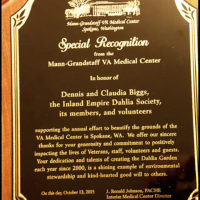 Mann-Grandstaff VA Medical Center
Spokane, Washington
Special Recognition
from the
Mann-Grandstaff VA Medical Center
In honor of
Dennis and Claudia Biggs,
the Inland Empire Dahlia Society,
its members, and volunteers
supporting the annual effort to beautify the grounds of the
VA Medical Center in Spokane, WA. We offer our sincere
thanks for your generosity and commitment to positively
impacting the lives of Veterans, staff, volunteers and guests.
Your dedication and talents of creating the Dahlia Garden
each year since 2000, is a shining example of environmental
stewardship and kind-hearted good will to others.
On this day, October 13, 2015
J. Ronald Johnson, FACHE
Interim Medical Center Director